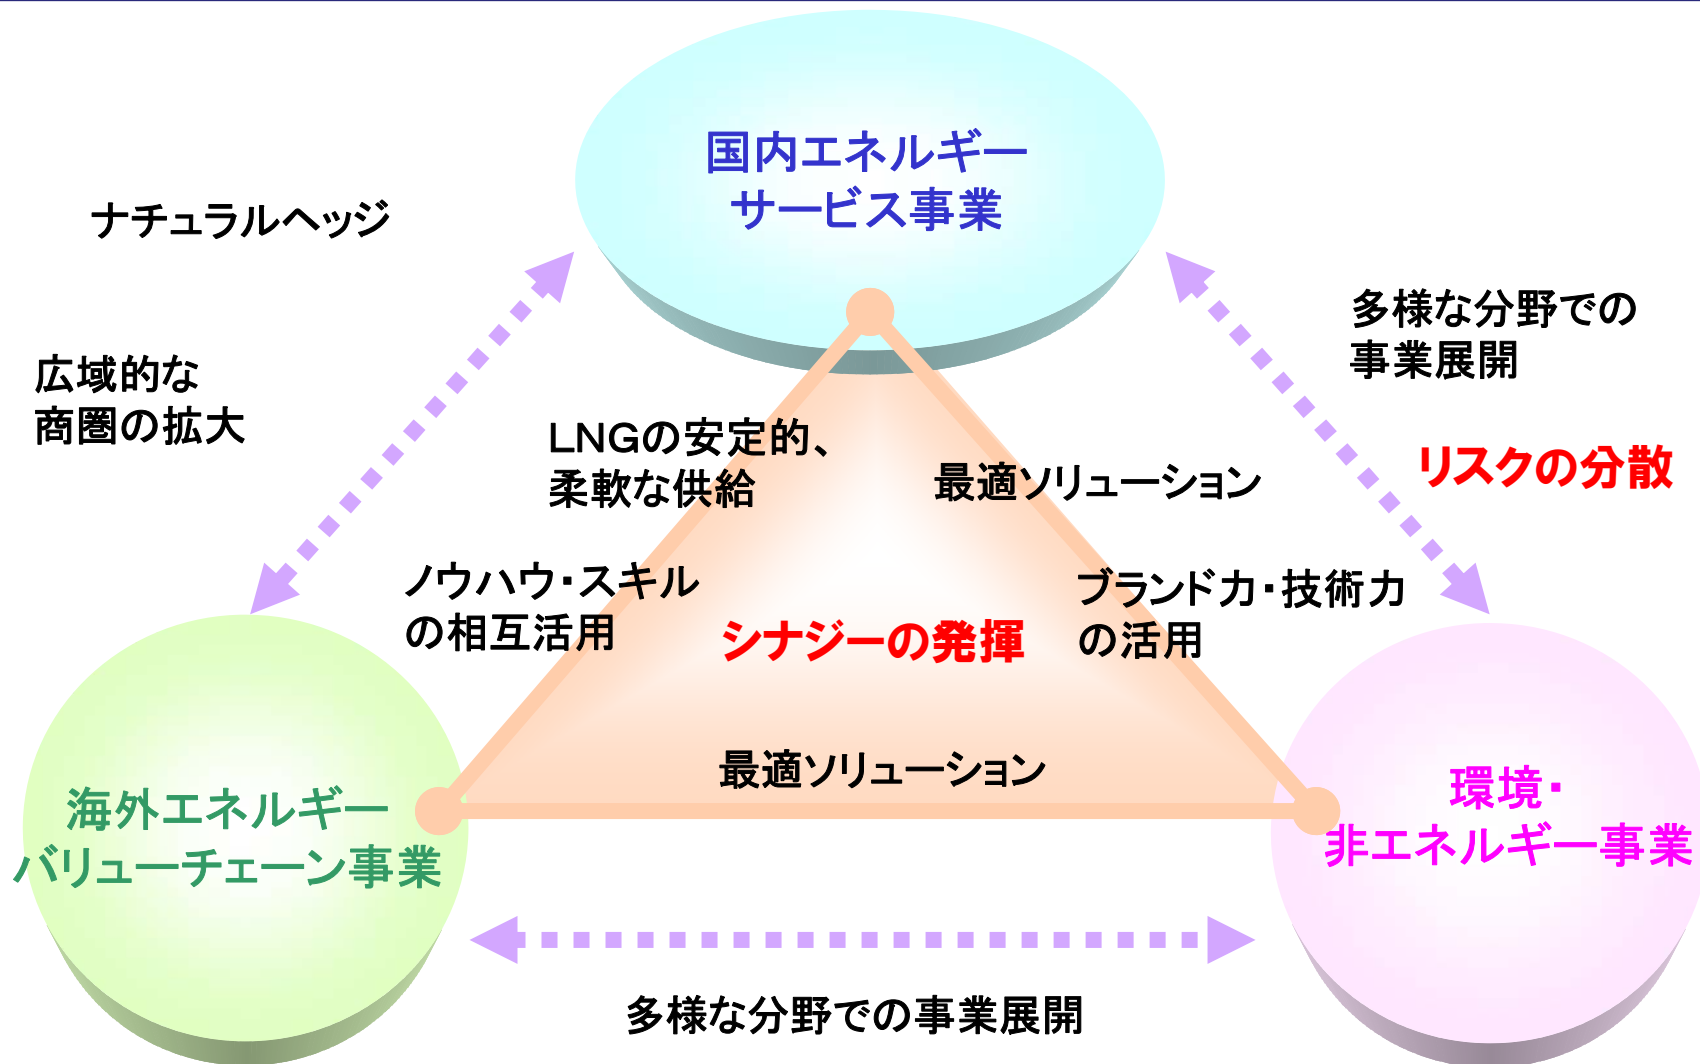 国内エネルギー
サービス事業
ナチュラルヘッジ
多様な分野での
事業展開
広域的な
商圏の拡大
LNGの安定的、
柔軟な供給
最適ソリューション
リスクの分散
ノウハウ・スキル
の相互活用
シナジーの発揮
ブランド力・技術力
の活用
最適ソリューション
海外エネルギー
バリューチェーン事業
環境・
非エネルギー事業
多様な分野での事業展開